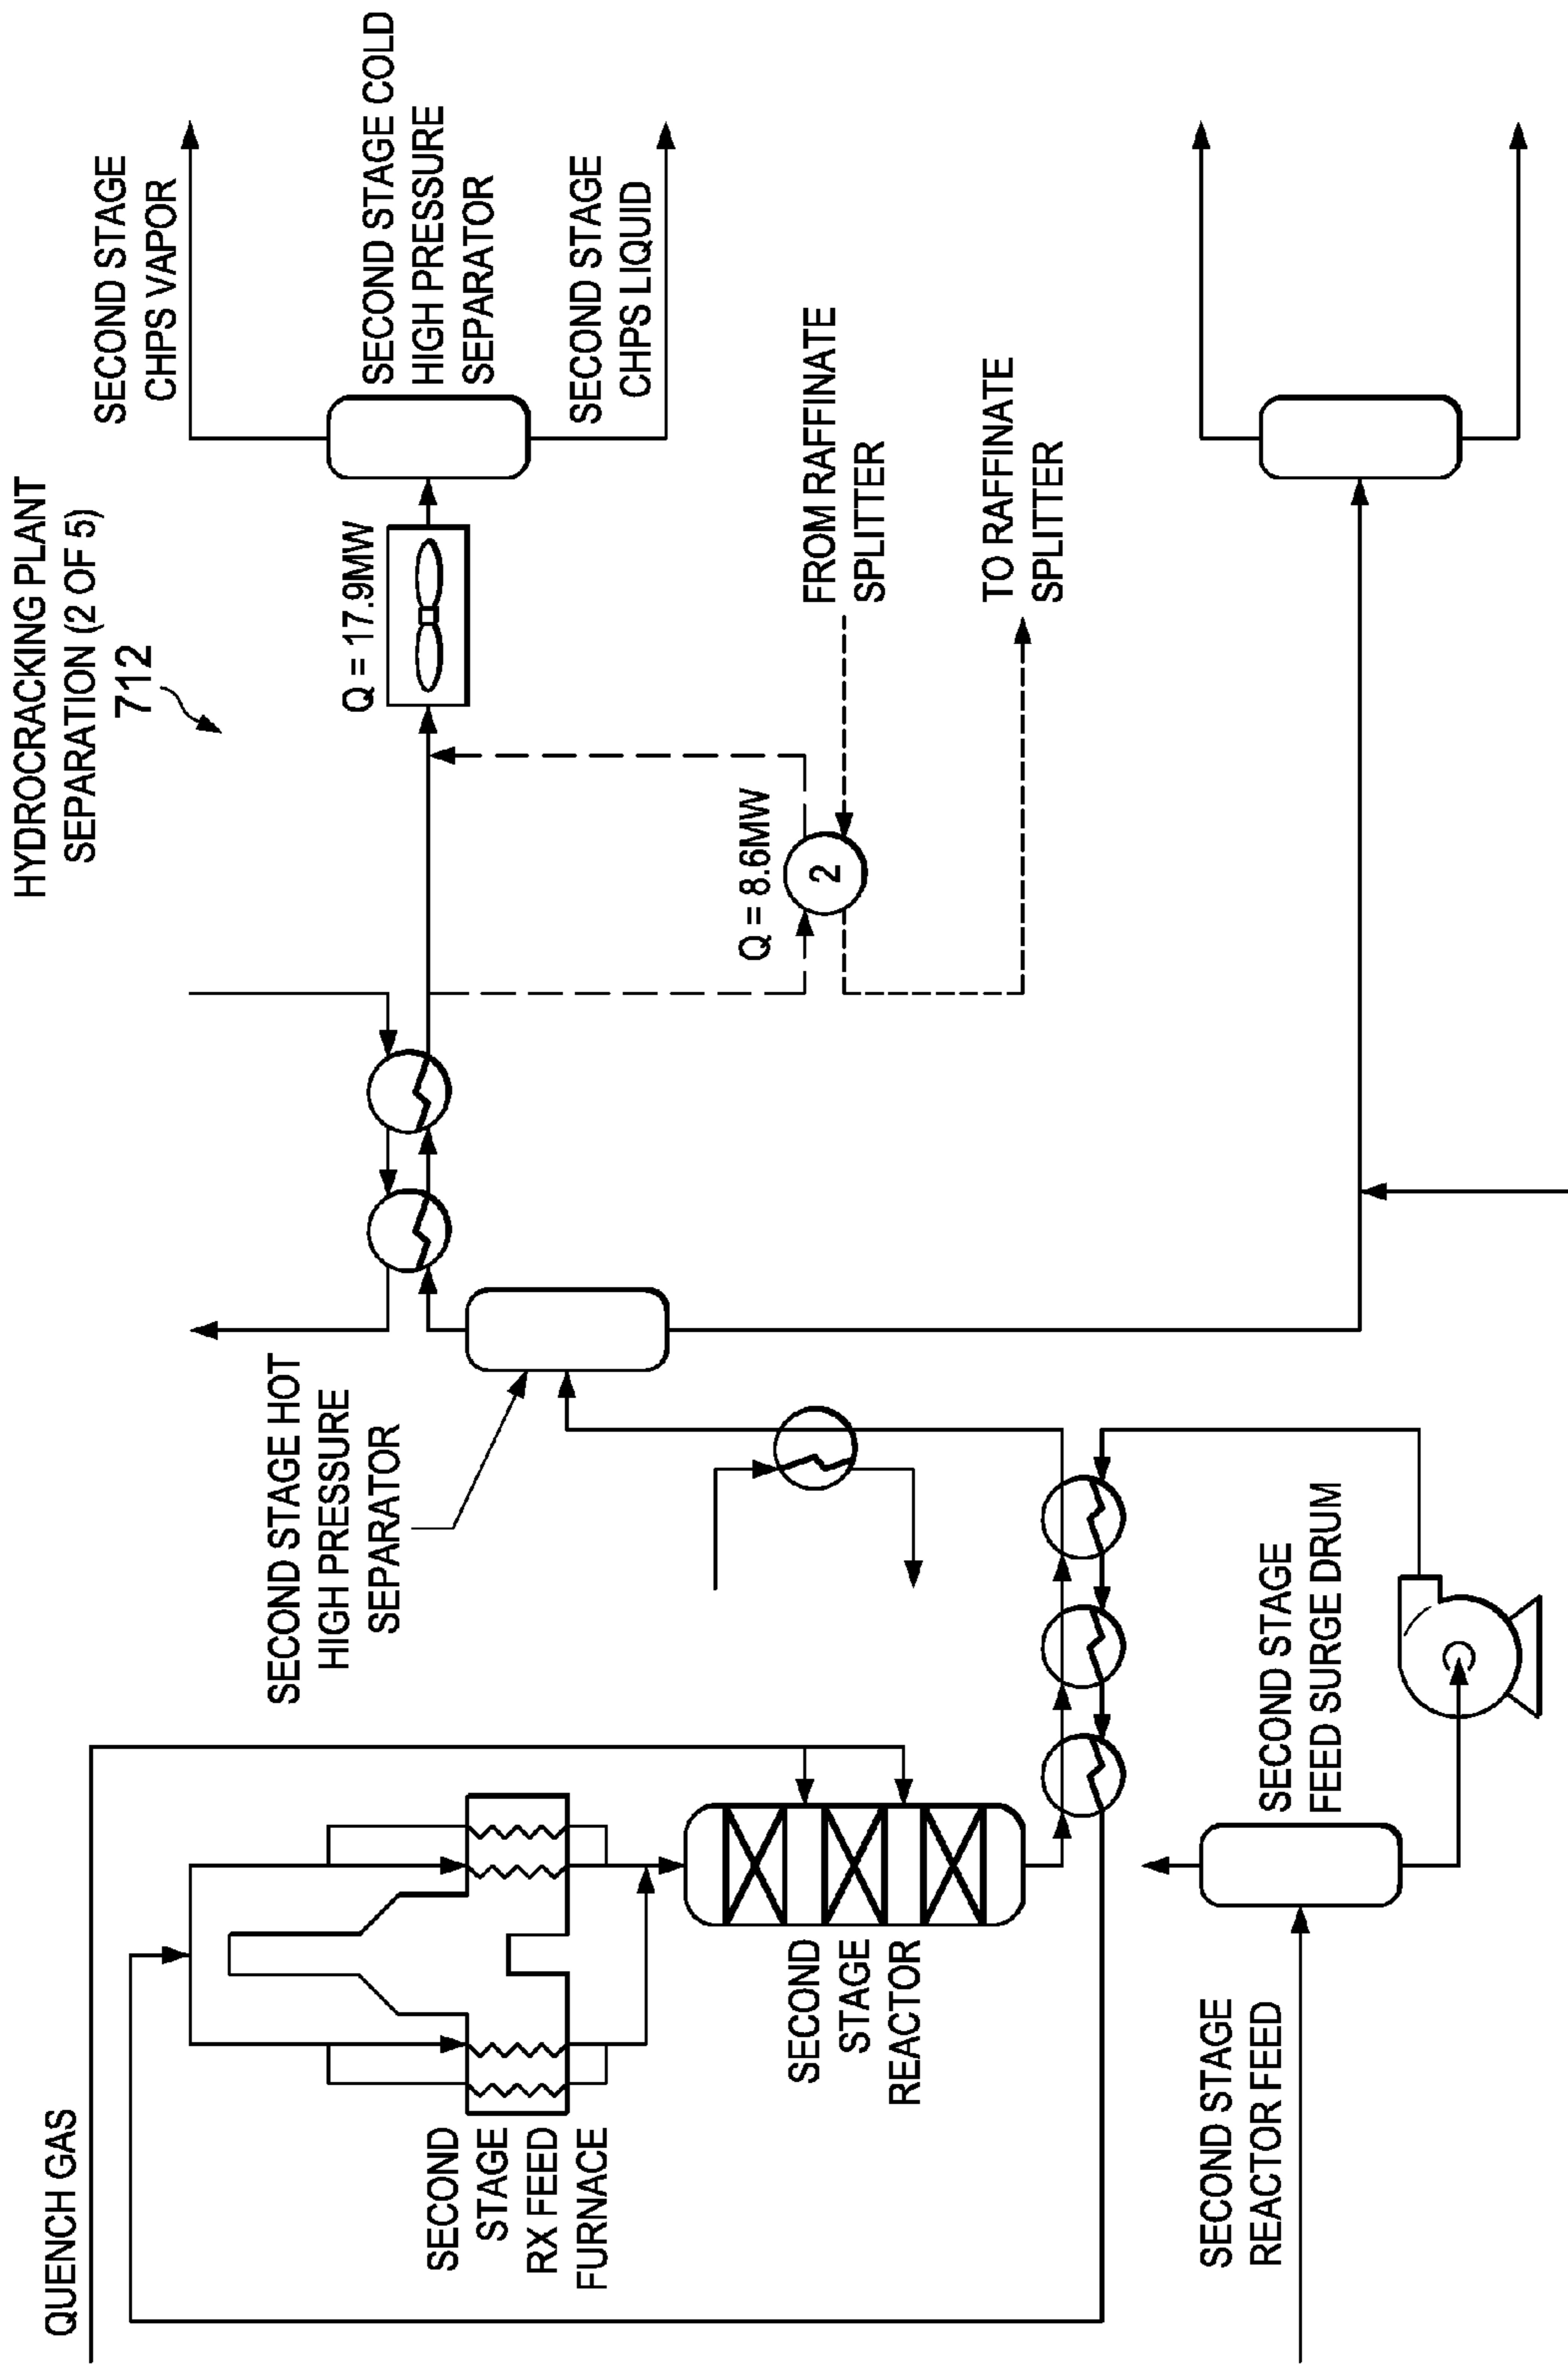 HYDROCRACKING PLANT
SEPARATION (2 OF 5)
712
QUENCH GAS
SECOND
STAGE
RX FEED
FURNACE
SECOND
STAGE
REACTOR
SECOND STAGE
REACTOR FEED
SECOND STAGE
FEED SURGE DRUM
SECOND STAGE HOT
HIGH PRESSURE
SEPARATOR
Q = 8.6MW
2
Q = 17.9MW
FROM RAFFINATE
SPLITTER
TO RAFFINATE
SPLITTER
SECOND STAGE
CHPS VAPOR
SECOND STAGE COLD
HIGH PRESSURE
SEPARATOR
SECOND STAGE
CHPS LIQUID